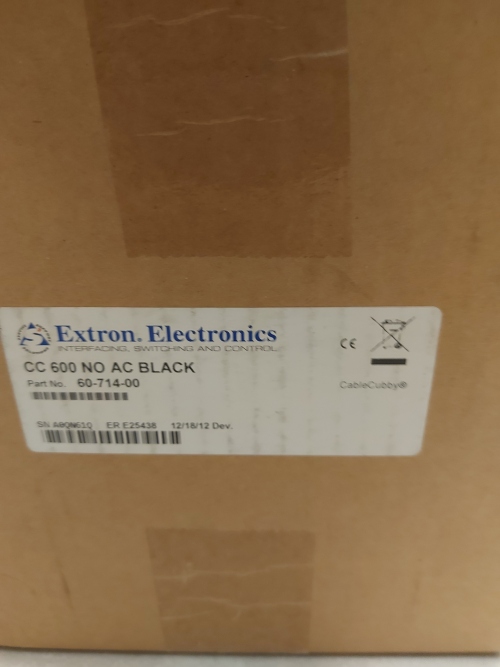 Extron. Electronics
INTERFACING, SWITCHING AND CONTROL
CC 600 NO AC BLACK
Part No. 60-714-00
CE
CableCubby®
SN A0QN61Q ER E25438 12/18/12 Dev.